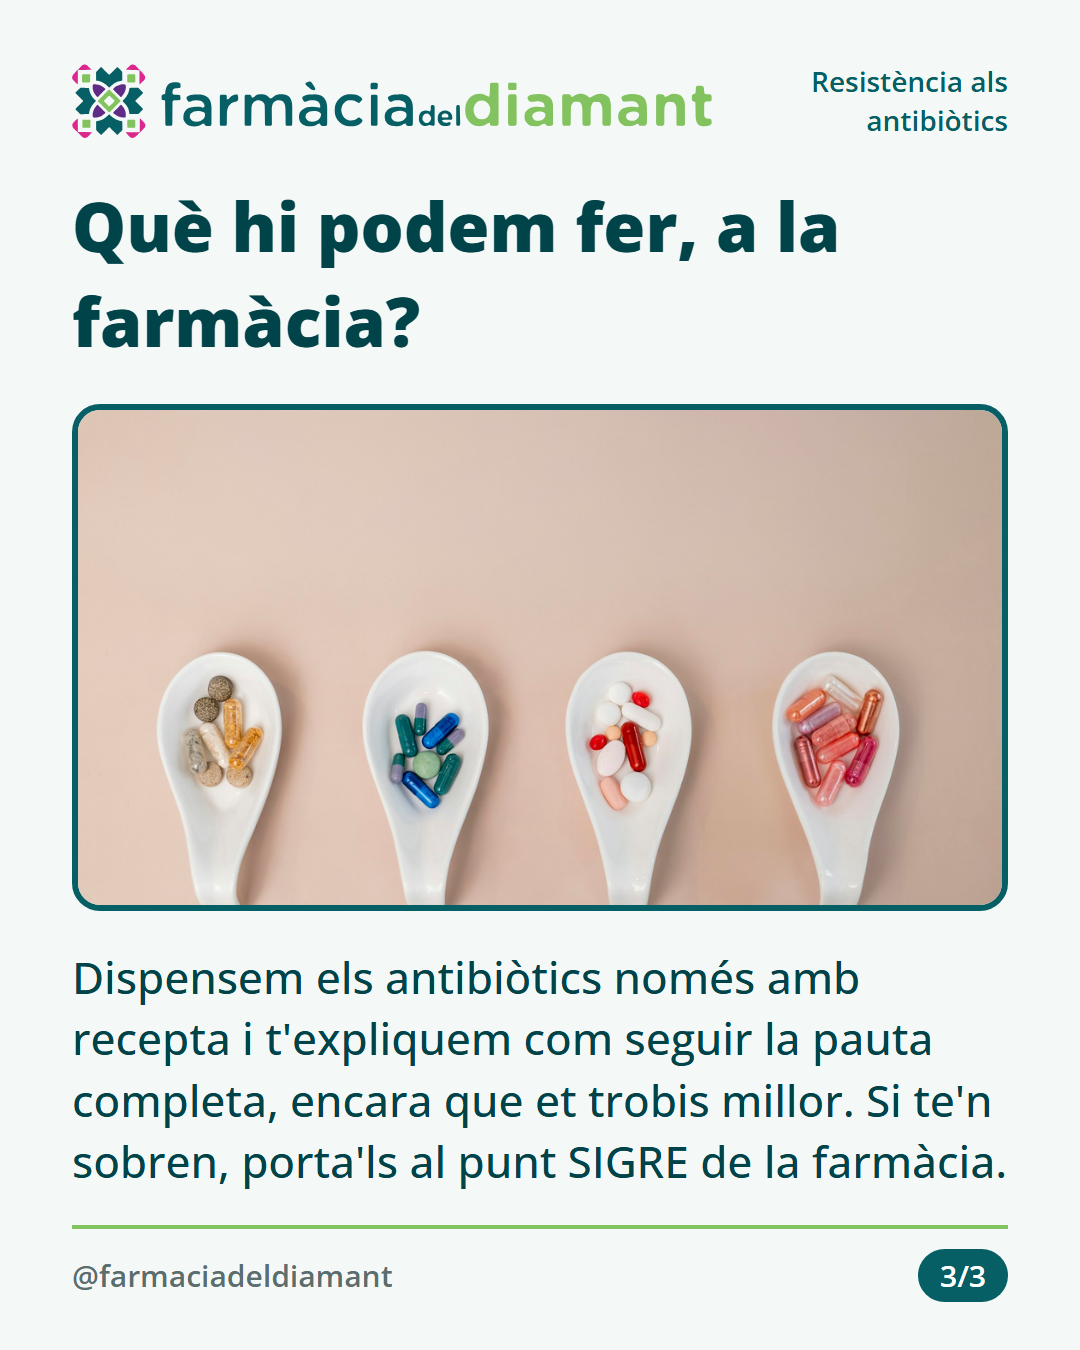 farmàciadeldiamant
Resistència als
antibiòtics
Què hi podem fer, a la
farmàcia?
Dispensem els antibiòtics només amb
recepta i t'expliquem com seguir la pauta
completa, encara que et trobis millor. Si te'n
sobren, porta'ls al punt SIGRE de la farmàcia.
@farmaciadeldiamant
3/3